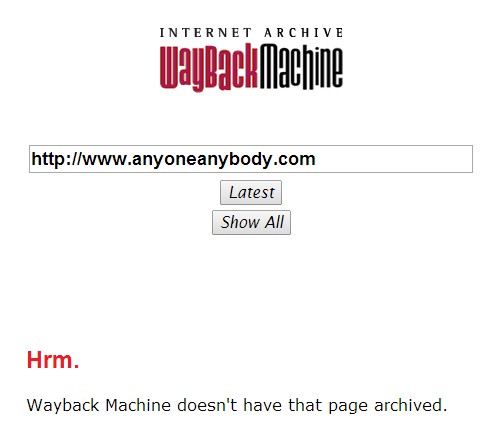 INTERNET ARCHIVE
WayBackMachine
http://www.anyoneanybody.com
Latest
Show All
Hrm.
Wayback Machine doesn't have that page archived.